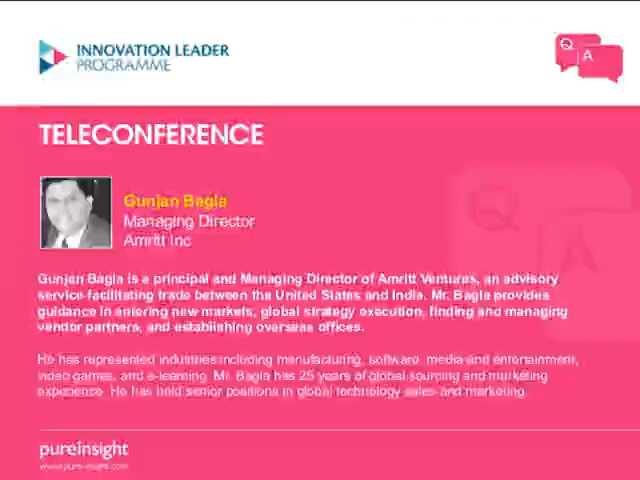 INNOVATION LEADER
PROGRAMME
Q
A
TELECONFERENCE
Gunjan Bagla
Managing Director
Amritt Inc
Gunjan Bagla is a principal and Managing Director of Amritt Ventures, an advisory
service facilitating trade between the United States and India. Mr. Bagla provides
guidance in entering new markets, global strategy execution, finding and managing
vendor partners, and establishing overseas offices.
He has represented industries including manufacturing, software, media and entertainment,
video games, and e-learning. Mr. Bagla has 25 years of global sourcing and marketing
experience. He has held senior positions in global technology sales and marketing.
Q
A
pureinsight
www.pure-insight.com